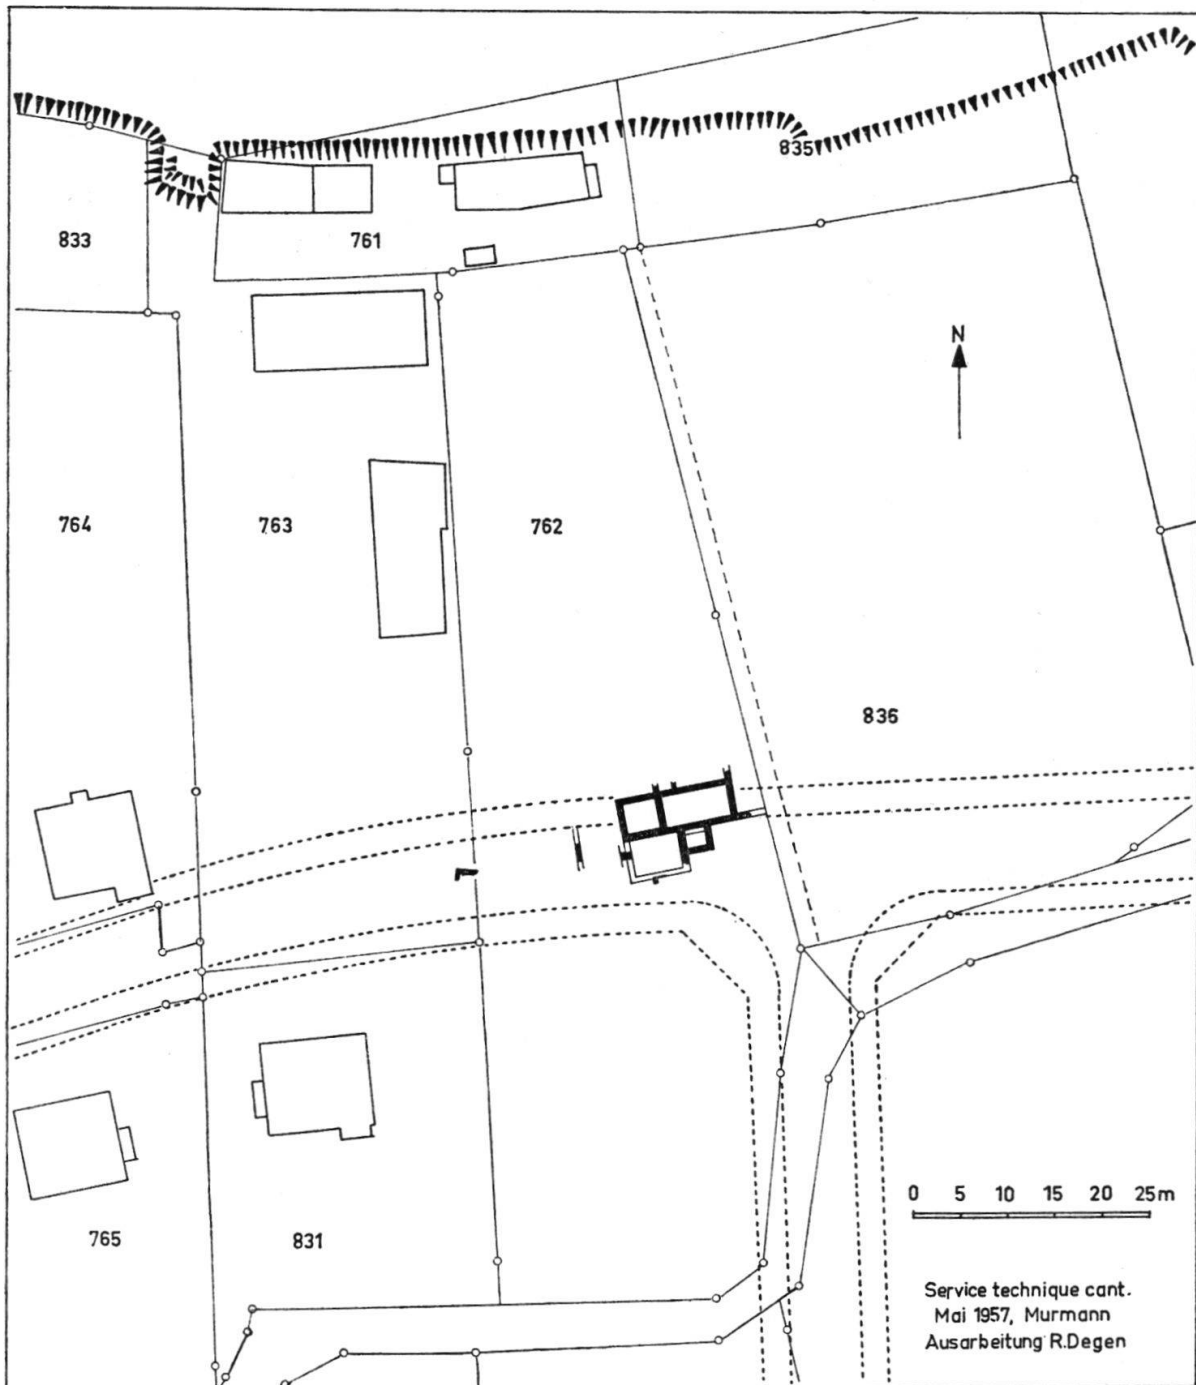 835
833
761
N
764
763
762
836
0 5 10 15 20 25m
765
831
Service technique cant.
Mai 1957, Murmann
Ausarbeitung R.Degen